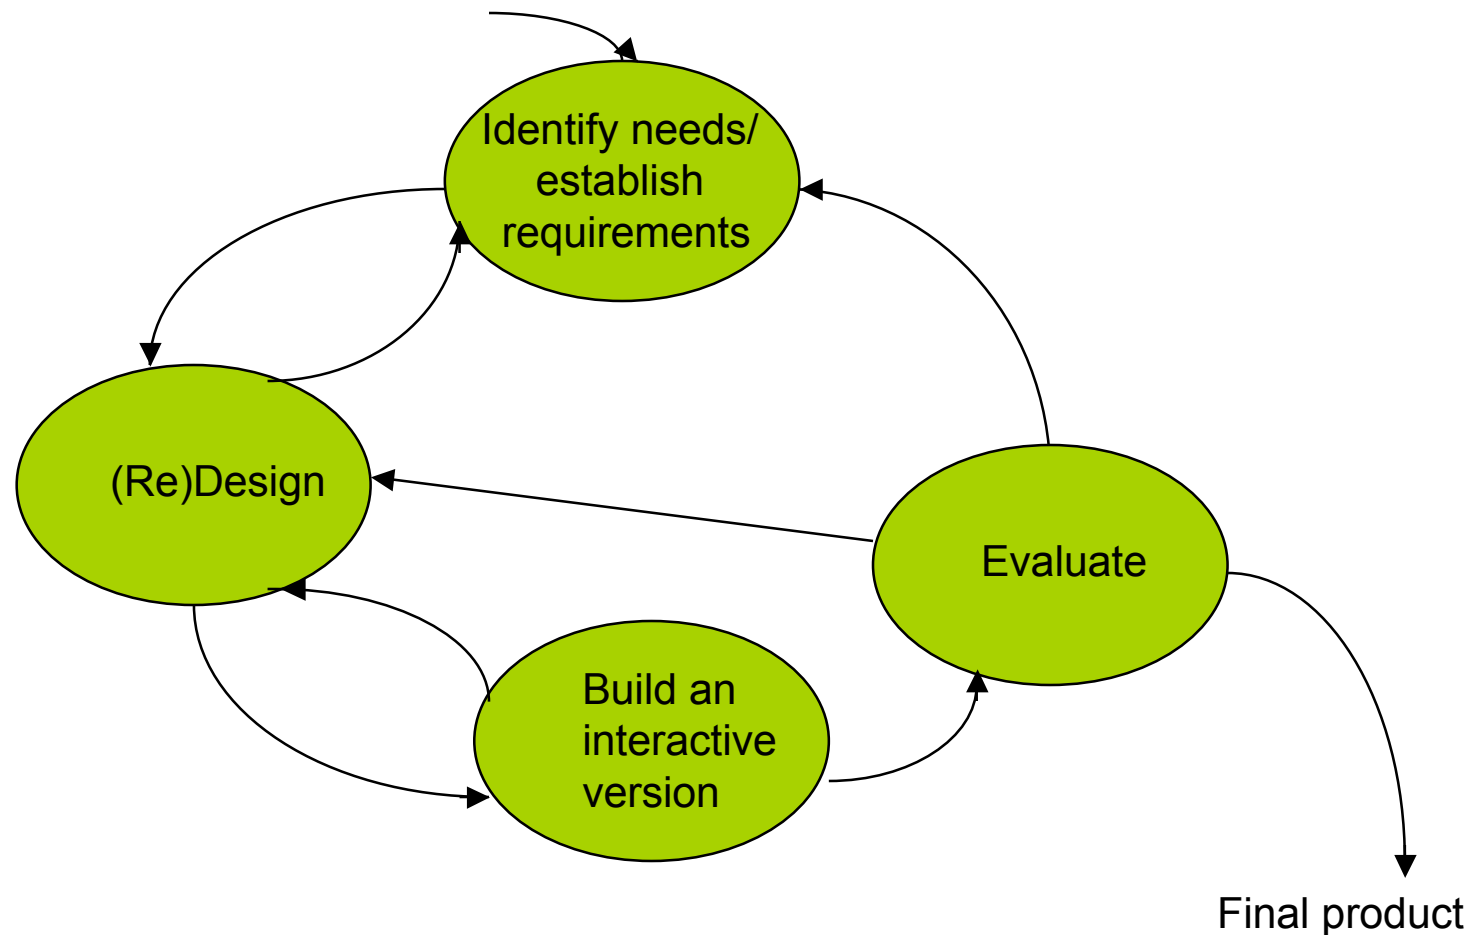 Identify needs/
establish
requirements
(Re)Design
Evaluate
Build an
interactive
version
Final product